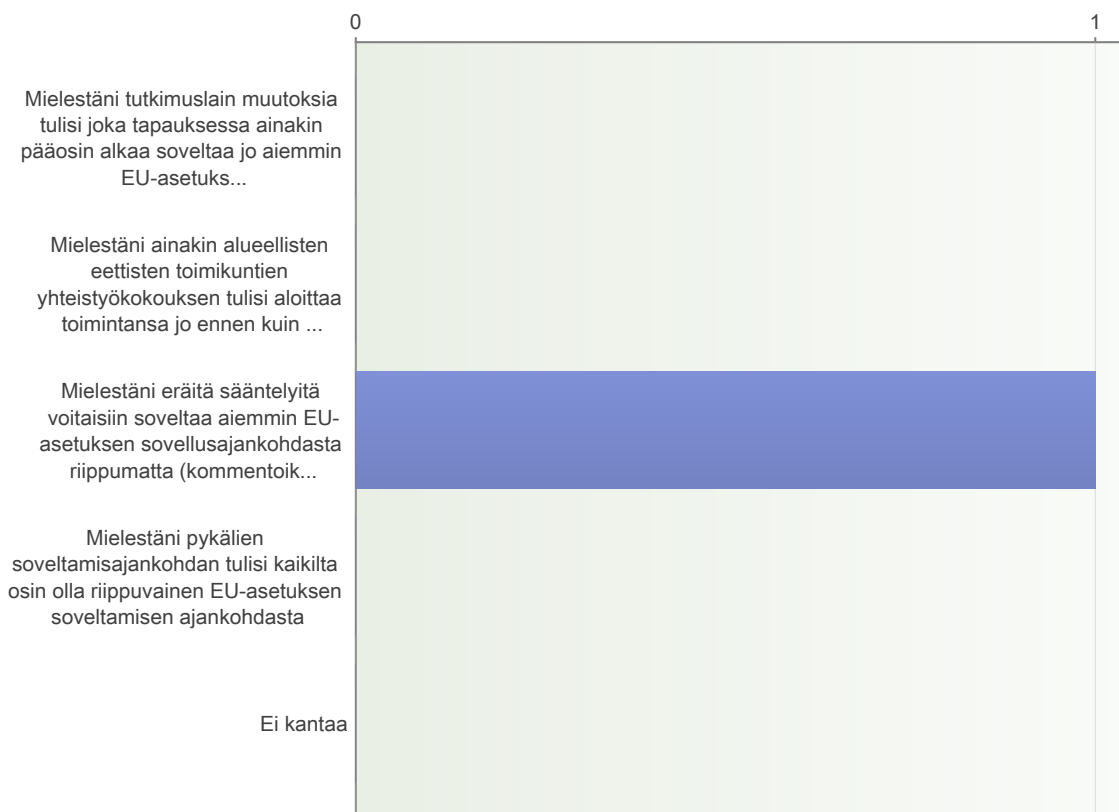 0 1
Mielestäni tutkimuslain muutoksia
tulisi joka tapauksessa ainakin
pääosin alkaa soveltaa jo aiemmin
EU-asetuks...
Mielestäni ainakin alueellisten
eettisten toimikuntien
yhteistyökokouksen tulisi aloittaa
toimintansa jo ennen kuin ...
Mielestäni eräitä sääntelyitä
voitaisiin soveltaa aiemmin EU-
asetuksen sovellusajankohdasta
riippumatta (kommentoik...
Mielestäni pykälien
soveltamisajankohdan tulisi kaikilta
osin olla riippuvainen EU-asetuksen
soveltamisen ajankohdasta
Ei kantaa